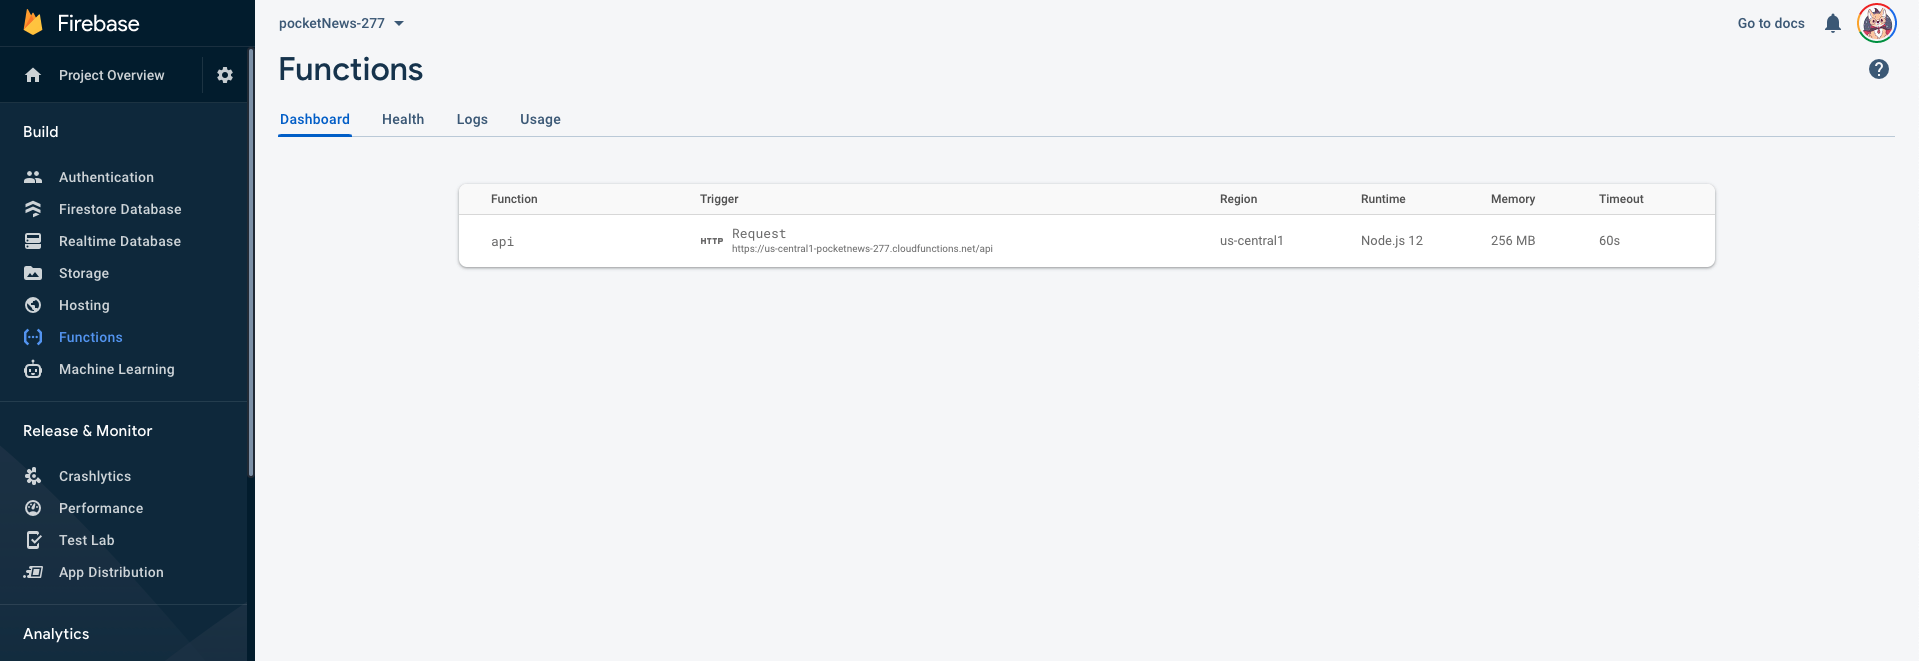 Firebase
Project Overview
Build
Authentication
Firestore Database
Realtime Database
Storage
Hosting
Functions
Machine Learning
Release & Monitor
Crashlytics
Performance
Test Lab
App Distribution
Analytics
pocketNews-277
Go to docs
Functions
Dashboard Health Logs Usage
Function Trigger Region Runtime Memory Timeout
api HTTP Request us-central1 Node.js 12 256 MB 60s
https://us-central1-pocketnews-277.cloudfunctions.net/api